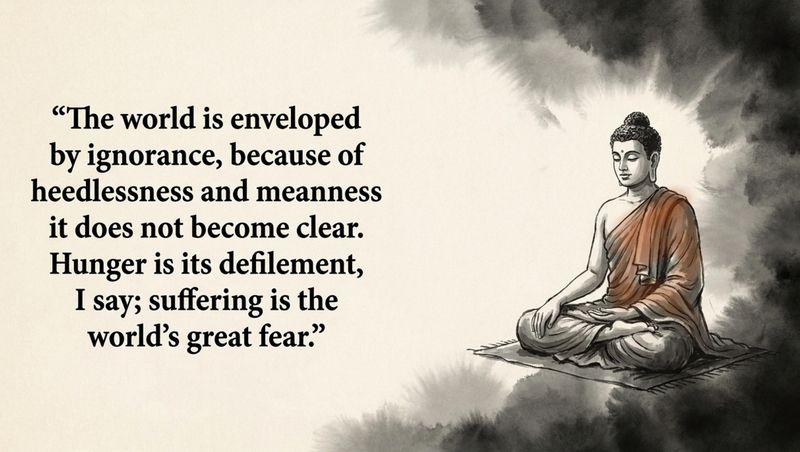 “The world is enveloped
by ignorance, because of
heedlessness and meanness
it does not become clear.
Hunger is its defilement,
I say; suffering is the
world’s great fear.”